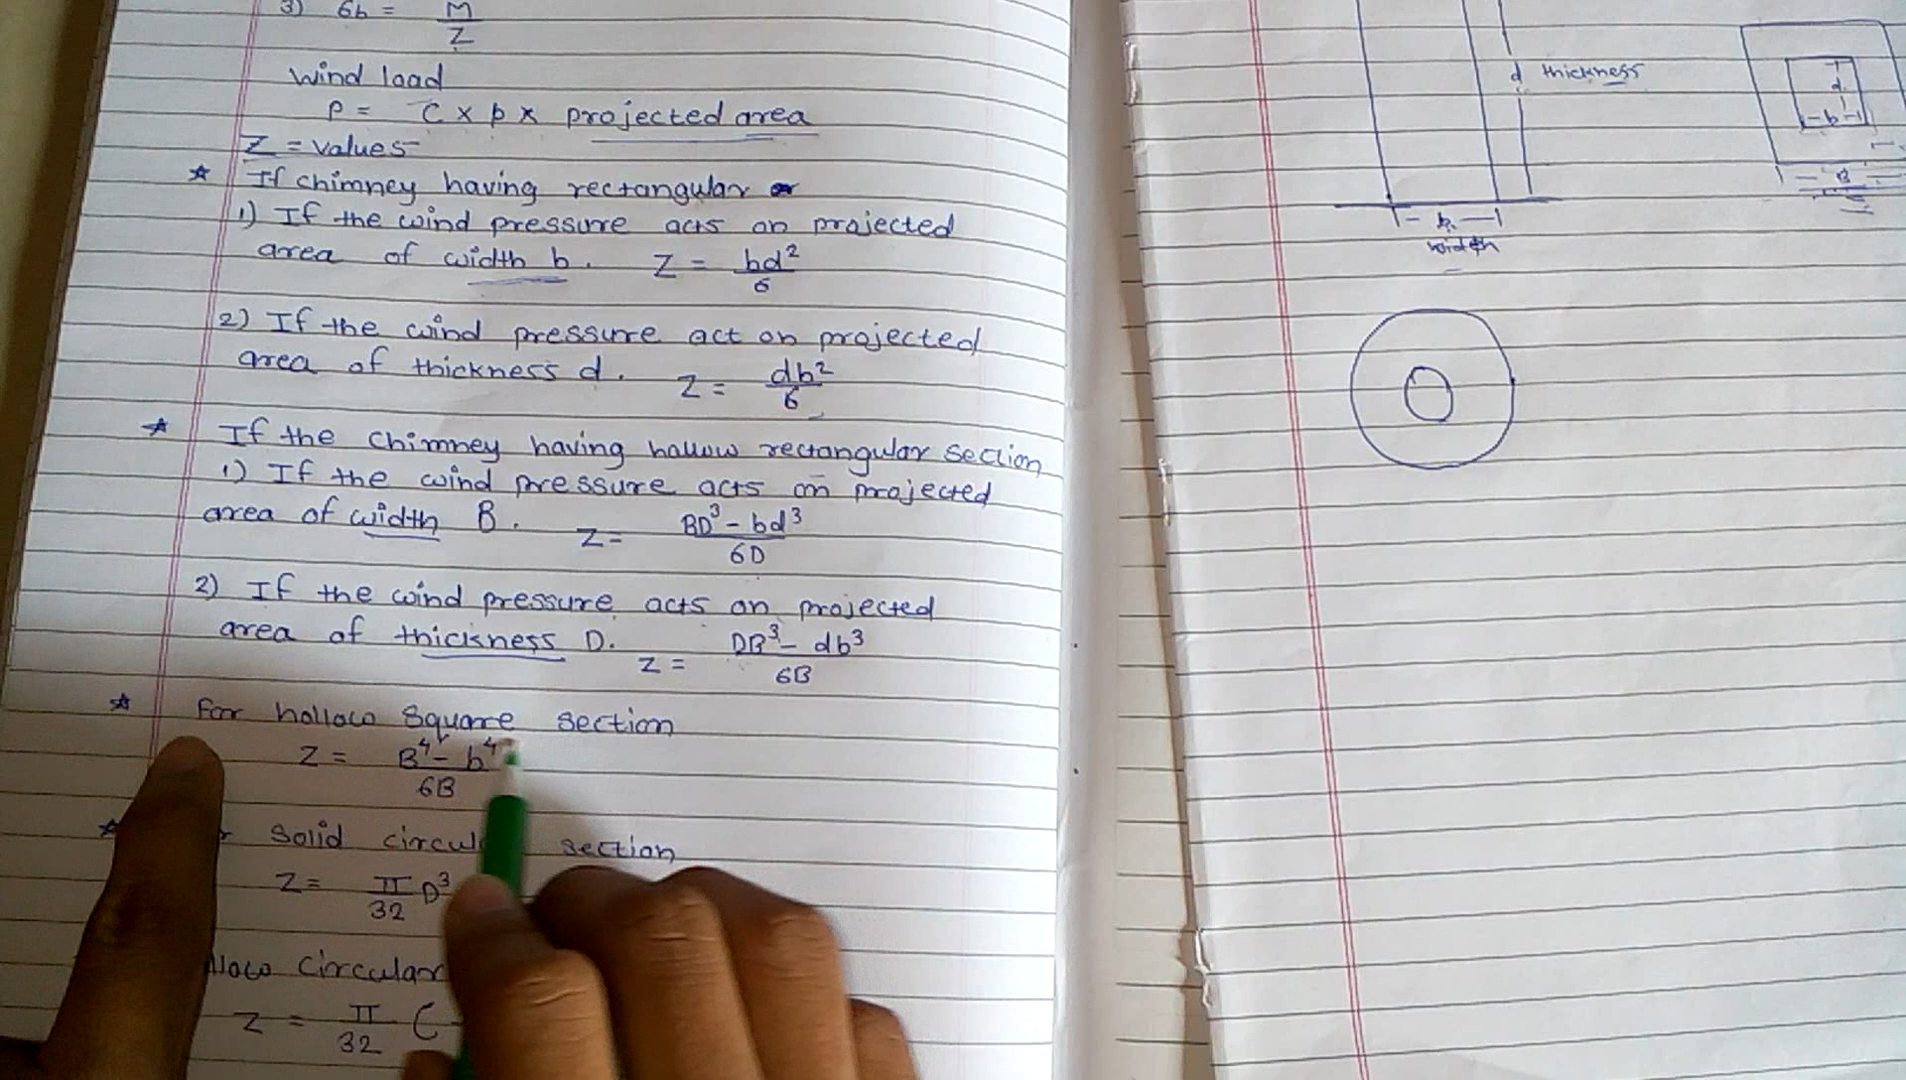 3) 6b = M/Z
Wind load
P = C x p x projected area
Z = values
★ If chimney having rectangular or
1) If the wind pressure acts on projected
area of width b. Z = bd²/6
2) If the wind pressure act on projected
area of thickness d. Z = db²/6
★ If the chimney having hallow rectangular section
1) If the wind pressure acts on projected
area of width B. Z = BD³ - bd³/6D
2) If the wind pressure acts on projected
area of thickness D. Z = DB³ - db³/6B
★ For hollow square section
Z = B⁴ - b⁴/6B
★ solid section
Z = π/32 D³
circular
Z = π/32 (
d thickness
b
width
d
b
B